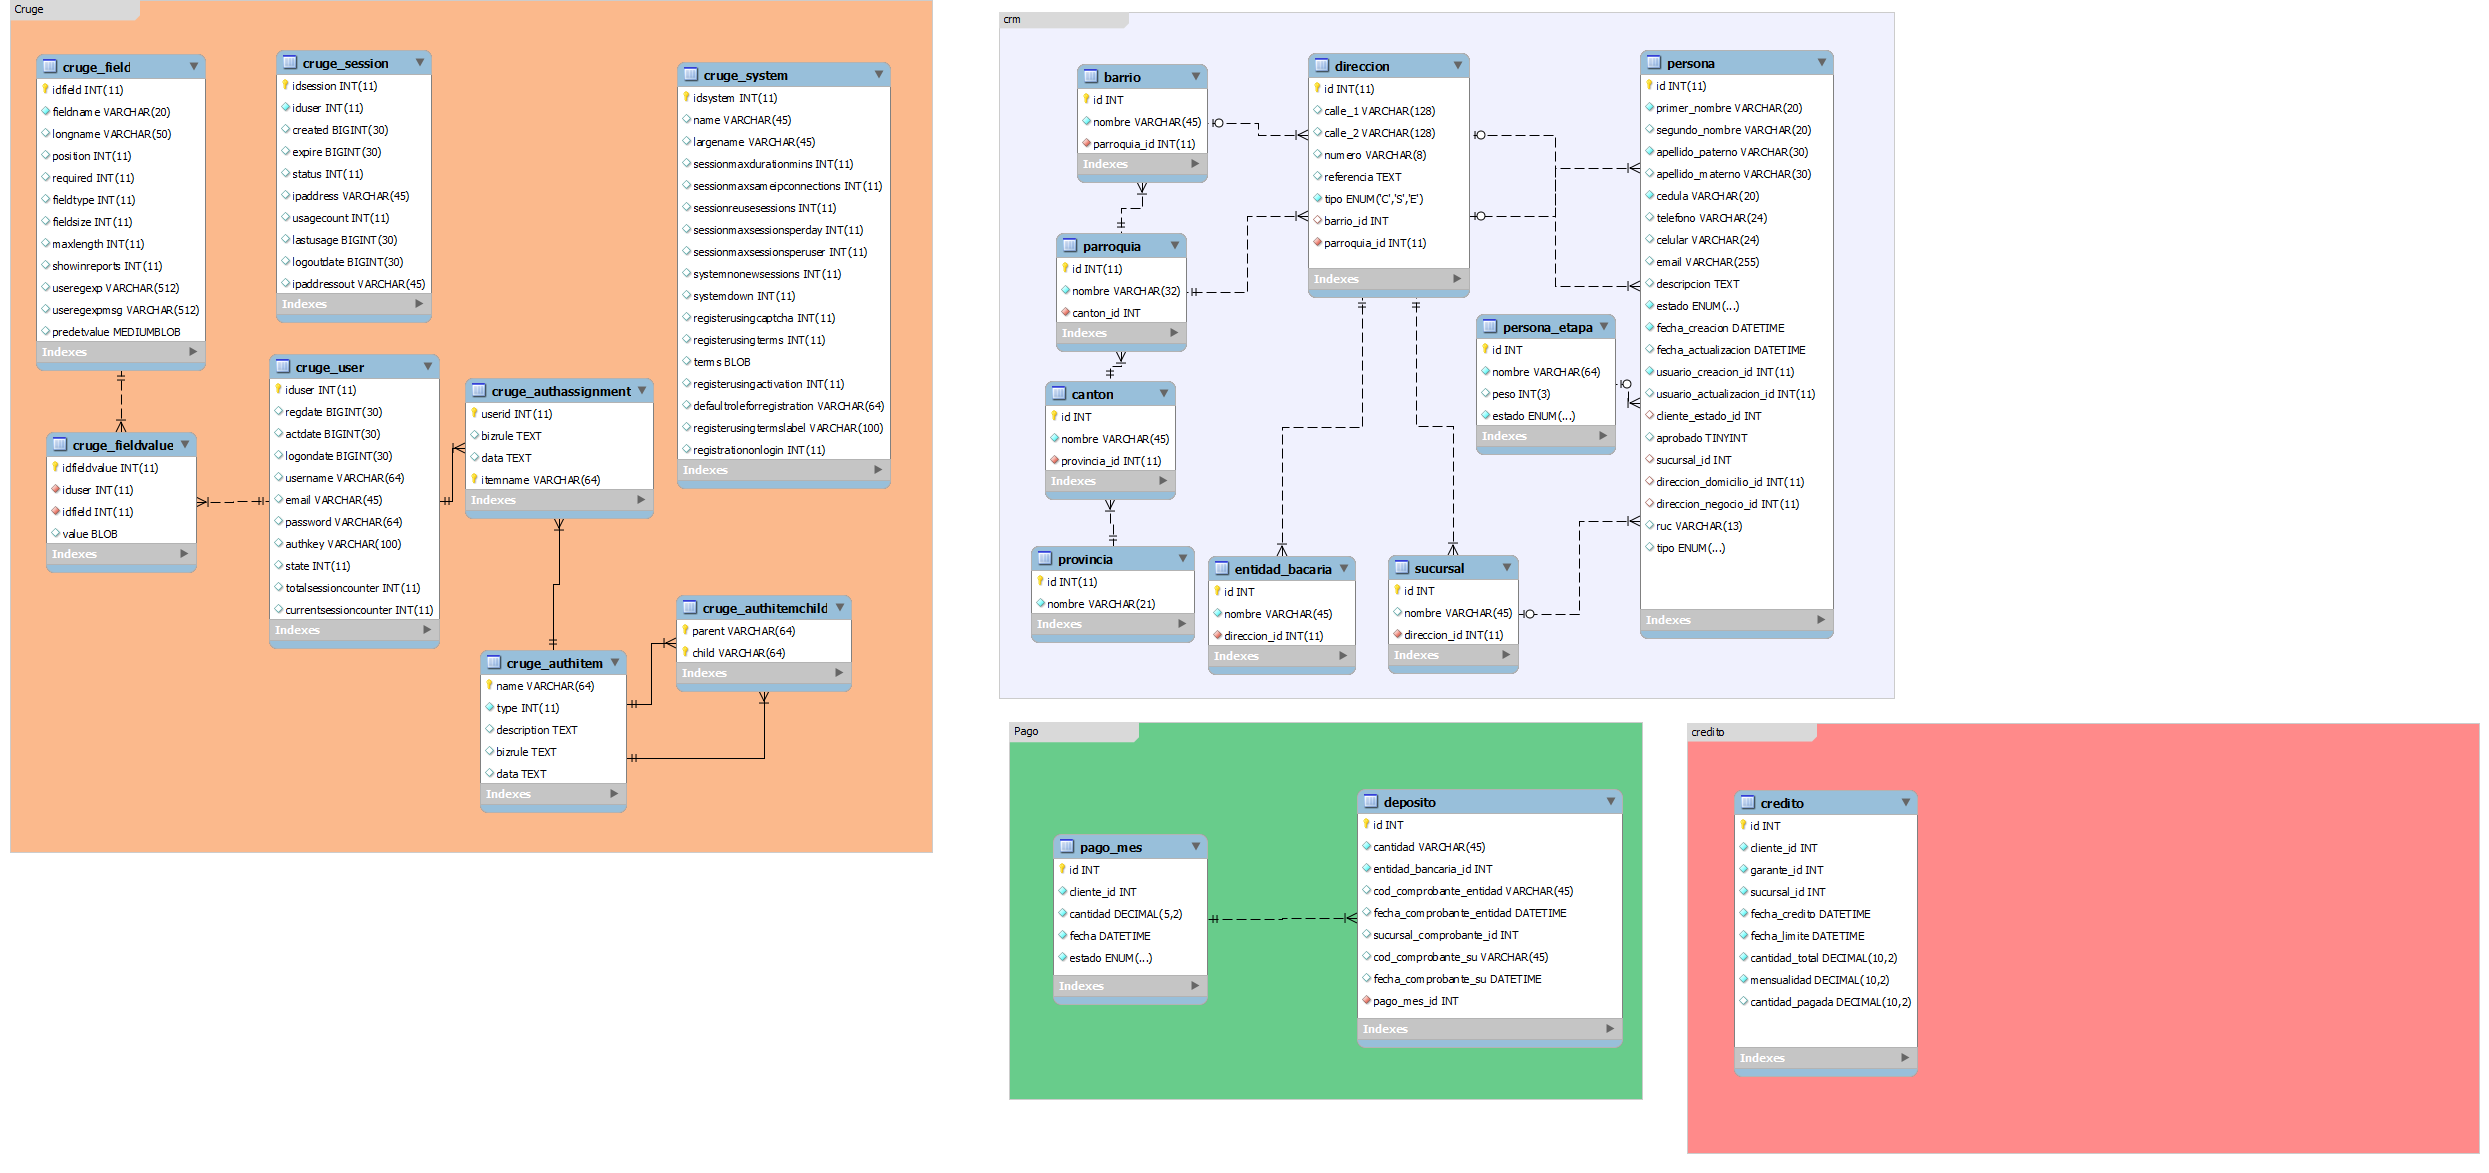 Cruge
cruge_field
idfield INT(11)
fieldname VARCHAR(20)
longname VARCHAR(50)
position INT(11)
required INT(11)
fieldtype INT(11)
fieldsize INT(11)
maxlength INT(11)
showinreports INT(11)
useregexp VARCHAR(512)
useregexpmsg VARCHAR(512)
predetvalue MEDIUMBLOB
Indexes
cruge_session
idsession INT(11)
iduser INT(11)
created BIGINT(30)
expire BIGINT(30)
status INT(11)
ipaddress VARCHAR(45)
usagecount INT(11)
lastusage BIGINT(30)
logoutdate BIGINT(30)
ipaddressout VARCHAR(45)
Indexes
cruge_system
idsystem INT(11)
name VARCHAR(45)
largename VARCHAR(45)
sessionmaxdurationmins INT(11)
sessionmaxsameipconnections INT(11)
sessionreusesessions INT(11)
sessionmaxsessionsperday INT(11)
sessionmaxsessionsperuser INT(11)
systemnonewsessions INT(11)
systemdown INT(11)
registerusingcaptcha INT(11)
registerusingterms INT(11)
terms BLOB
registerusingactivation INT(11)
defaultroleforregistration VARCHAR(64)
registerusingtermslabel VARCHAR(100)
registrationonlogin INT(11)
Indexes
cruge_fieldvalue
idfieldvalue INT(11)
iduser INT(11)
idfield INT(11)
value BLOB
Indexes
cruge_user
iduser INT(11)
regdate BIGINT(30)
actdate BIGINT(30)
logondate BIGINT(30)
username VARCHAR(64)
email VARCHAR(45)
password VARCHAR(64)
authkey VARCHAR(100)
state INT(11)
totalsessioncounter INT(11)
currentsessioncounter INT(11)
Indexes
cruge_authassignment
userid INT(11)
bizrule TEXT
data TEXT
itemname VARCHAR(64)
Indexes
cruge_authitemchild
parent VARCHAR(64)
child VARCHAR(64)
Indexes
cruge_authitem
name VARCHAR(64)
type INT(11)
description TEXT
bizrule TEXT
data TEXT
Indexes
crm
barrio
id INT
nombre VARCHAR(45)
parroquia_id INT(11)
Indexes
parroquia
id INT(11)
nombre VARCHAR(32)
canton_id INT
Indexes
canton
id INT
nombre VARCHAR(45)
provincia_id INT(11)
Indexes
provincia
id INT(11)
nombre VARCHAR(21)
Indexes
direccion
id INT(11)
calle_1 VARCHAR(128)
calle_2 VARCHAR(128)
numero VARCHAR(8)
referencia TEXT
tipo ENUM('C','S','E')
barrio_id INT
parroquia_id INT(11)
Indexes
entidad_bacaria
id INT
nombre VARCHAR(45)
direccion_id INT(11)
Indexes
sucursal
id INT
nombre VARCHAR(45)
direccion_id INT(11)
Indexes
persona_etapa
id INT
nombre VARCHAR(64)
peso INT(3)
estado ENUM(...)
Indexes
persona
id INT(11)
primer_nombre VARCHAR(20)
segundo_nombre VARCHAR(20)
apellido_paterno VARCHAR(30)
apellido_materno VARCHAR(30)
cedula VARCHAR(20)
telefono VARCHAR(24)
celular VARCHAR(24)
email VARCHAR(255)
descripcion TEXT
estado ENUM(...)
fecha_creacion DATETIME
fecha_actualizacion DATETIME
usuario_creacion_id INT(11)
usuario_actualizacion_id INT(11)
cliente_estado_id INT
aprobado TINYINT
sucursal_id INT
direccion_domicilio_id INT(11)
direccion_negocio_id INT(11)
ruc VARCHAR(13)
tipo ENUM(...)
Indexes
Pago
pago_mes
id INT
cliente_id INT
cantidad DECIMAL(5,2)
fecha DATETIME
estado ENUM(...)
Indexes
deposito
id INT
cantidad VARCHAR(45)
entidad_bancaria_id INT
cod_comprobante_entidad VARCHAR(45)
fecha_comprobante_entidad DATETIME
sucursal_comprobante_id INT
cod_comprobante_su VARCHAR(45)
fecha_comprobante_su DATETIME
pago_mes_id INT
Indexes
credito
credito
id INT
cliente_id INT
garante_id INT
sucursal_id INT
fecha_credito DATETIME
fecha_limite DATETIME
cantidad_total DECIMAL(10,2)
mensualidad DECIMAL(10,2)
cantidad_pagada DECIMAL(10,2)
Indexes